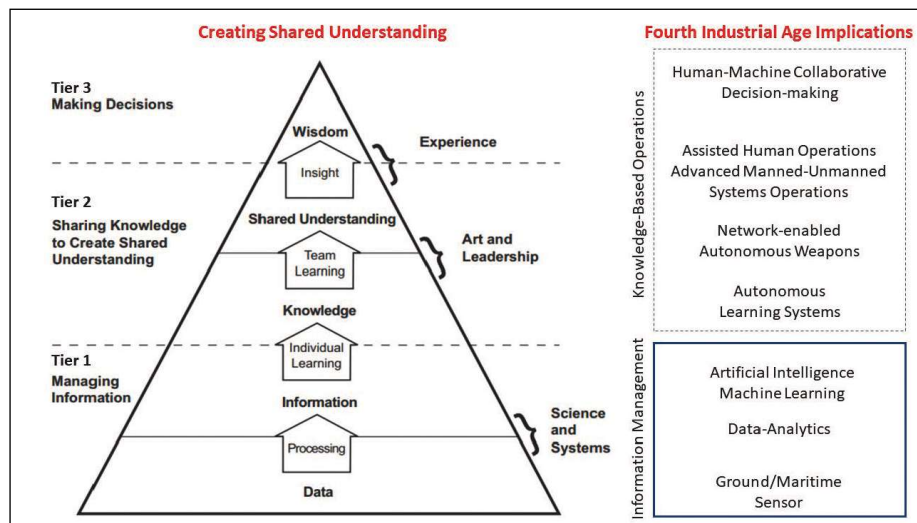 Creating Shared Understanding
Tier 3
Making Decisions
Wisdom
Experience
Insight
Tier 2
Sharing Knowledge
to Create Shared
Understanding
Shared Understanding
Art and
Leadership
Team
Learning
Knowledge
Tier 1
Managing
Information
Individual
Learning
Information
Science
and
Systems
Processing
Data
Fourth Industrial Age Implications
Knowledge-Based Operations
Human-Machine Collaborative
Decision-making
Assisted Human Operations
Advanced Manned-Unmanned
Systems Operations
Network-enabled
Autonomous Weapons
Autonomous
Learning Systems
Information Management
Artificial Intelligence
Machine Learning
Data-Analytics
Ground/Maritime
Sensor